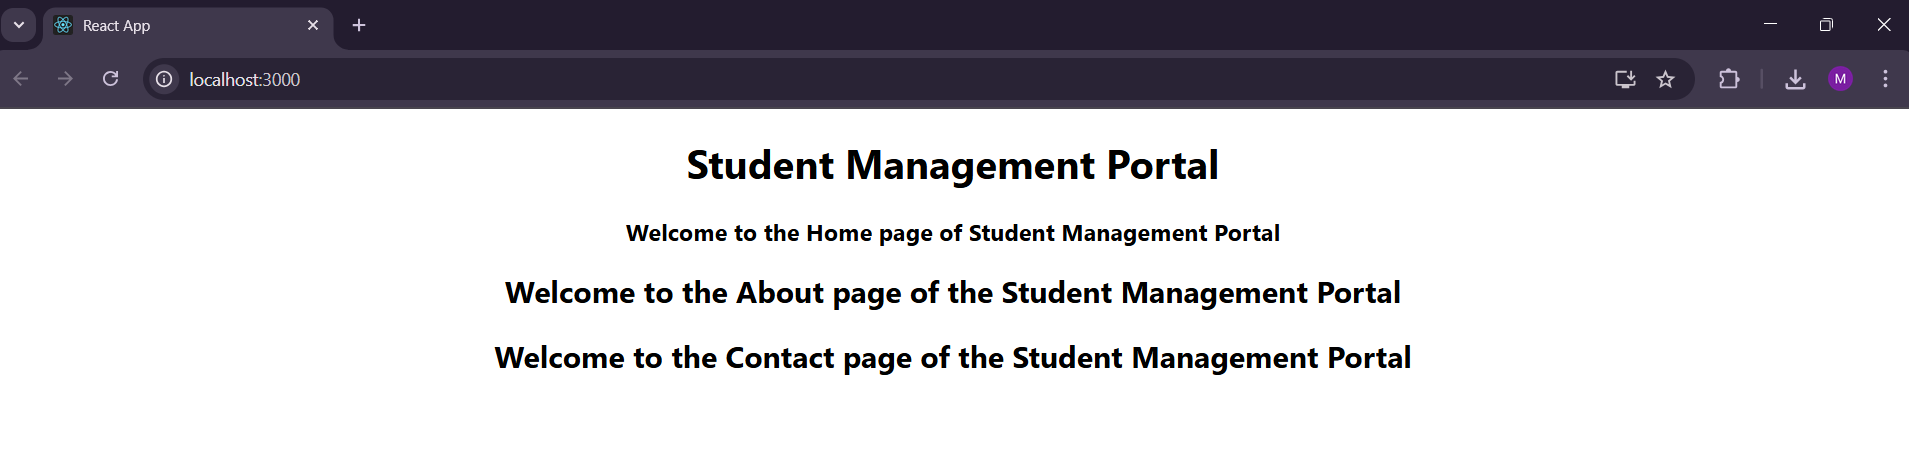 React App
localhost:3000
M
Student Management Portal
Welcome to the Home page of Student Management Portal
Welcome to the About page of the Student Management Portal
Welcome to the Contact page of the Student Management Portal